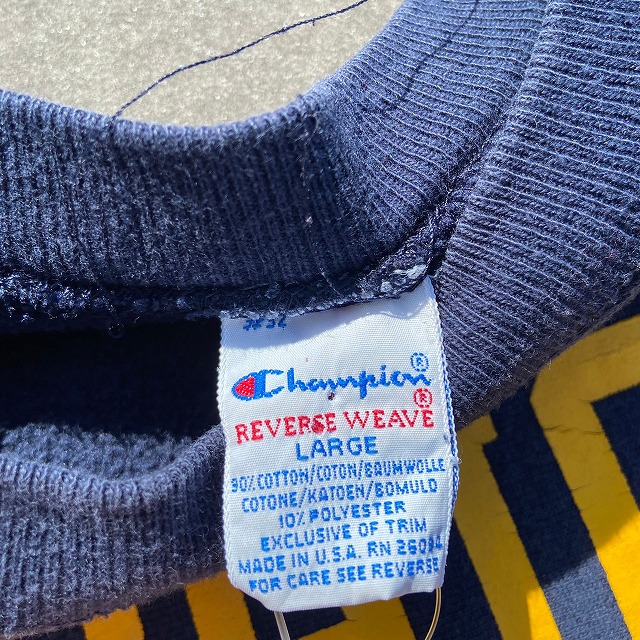 #32
Champion®
REVERSE WEAVE®
LARGE
90% COTTON/COTON/BAUMWOLLE
COTONE/KATOEN/BOMULD
10% POLYESTER
EXCLUSIVE OF TRIM
MADE IN U.S.A. RN 26094
FOR CARE SEE REVERSE